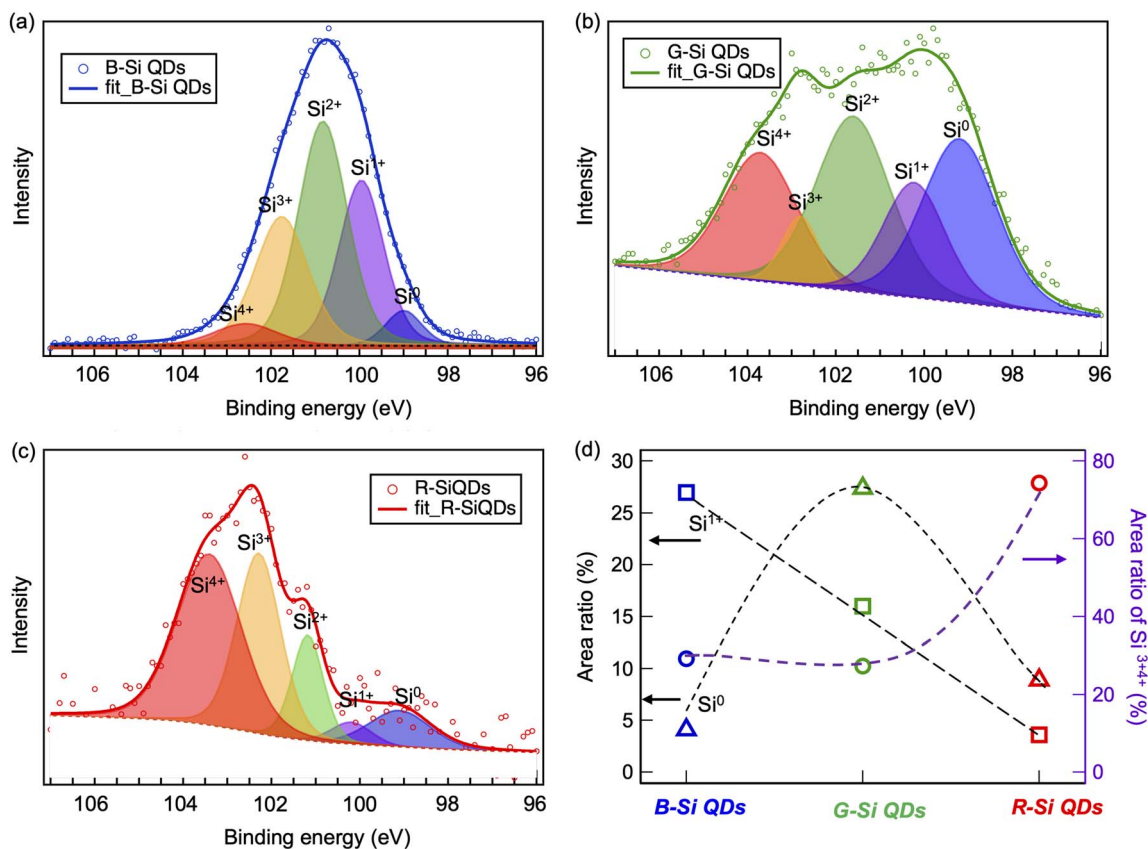 (a)
B-Si QDs
fit_B-Si QDs
Si²⁺
Si¹⁺
Si³⁺
Si⁴⁺
Si⁰
Intensity
106 104 102 100 98 96
Binding energy (eV)
(b)
G-Si QDs
fit_G-Si QDs
Si⁴⁺
Si²⁺
Si⁰
Si¹⁺
Si³⁺
Intensity
106 104 102 100 98 96
Binding energy (eV)
(c)
R-SiQDs
fit_R-SiQDs
Si³⁺
Si⁴⁺
Si²⁺
Si¹⁺
Si⁰
Intensity
106 104 102 100 98 96
Binding energy (eV)
(d)
30
25
20
15
10
5
0
Area ratio (%)
Si¹⁺
Si⁰
80
60
40
20
0
Area ratio of Si³⁺⁴⁺ (%)
B-Si QDs G-Si QDs R-Si QDs